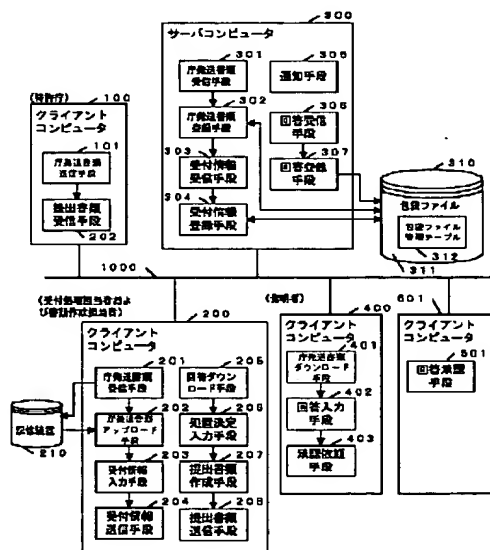 300
サーバコンピュータ
301
305
庁発送書類
受信手段
通知手段
(特許庁)
100
クライアント
コンピュータ
302
306
庁発送書類
登録手段
回答受信
手段
101
庁発送書類
送信手段
303
307
受付情報
受信手段
回答登録
手段
310
提出書類
受信手段
202
304
受付情報
登録手段
包袋ファイル
包袋ファイル
管理テーブル
312
1000
311
(受付処理担当者および
書類作成担当者)
200
クライアント
コンピュータ
201
205
庁発送書類
受信手段
回答ダウン
ロード手段
202
206
庁発送書類
アップロード
手段
処置決定
入力手段
記憶装置
210
203
207
受付情報
入力手段
提出書類
作成手段
204
208
受付情報
送信手段
提出書類
送信手段
(発明者)
400
クライアント
コンピュータ
401
庁発送書類
ダウンロード
手段
402
回答入力
手段
403
承認依頼
手段
601
クライアント
コンピュータ
501
回答承認
手段